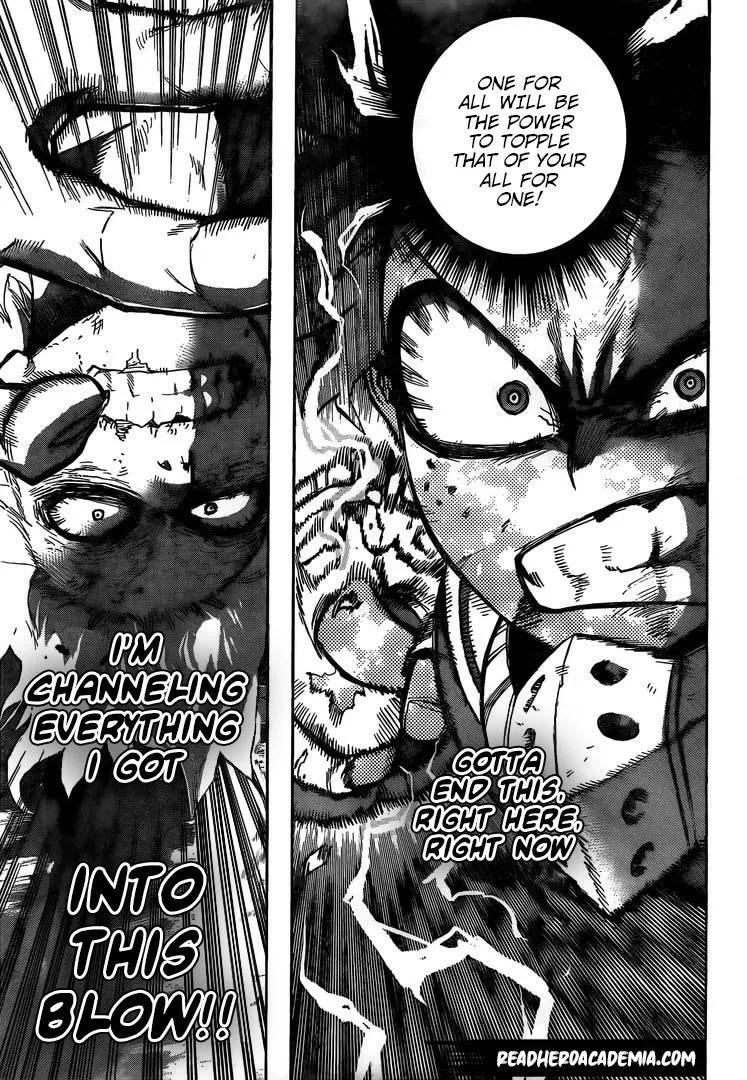 ONE FOR
ALL WILL BE
THE POWER
TO TOPPLE
THAT OF YOUR
ALL FOR
ONE!
GOTTA
END THIS,
RIGHT HERE,
RIGHT NOW
I'M
CHANNELING
EVERYTHING
I GOT
INTO
THIS
BLOW!!
READHEROACADEMIA.COM